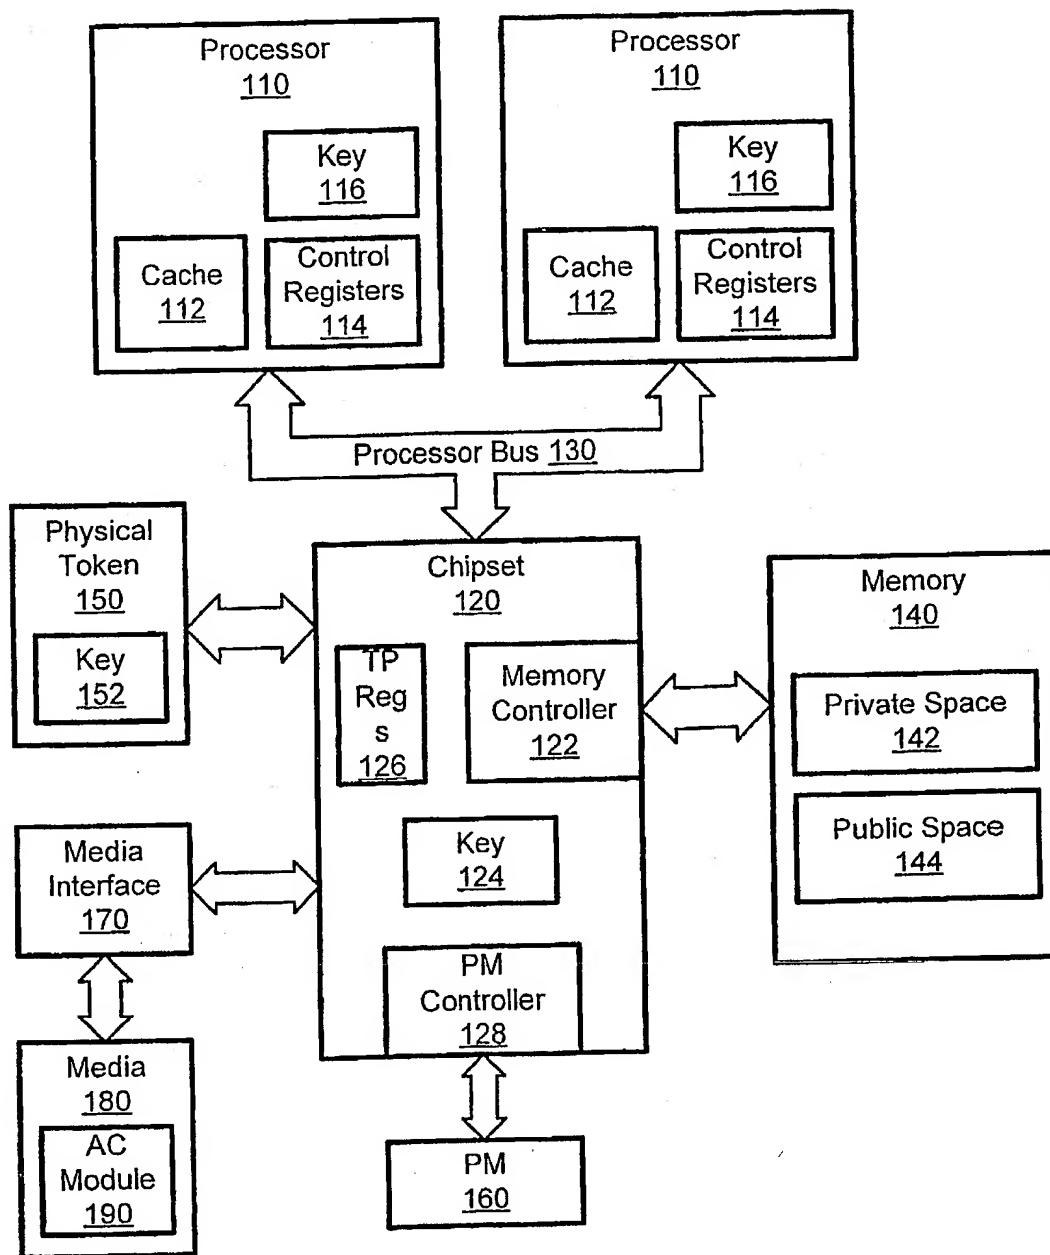 Processor
110
Key
116
Cache
112
Control
Registers
114
Processor
110
Key
116
Cache
112
Control
Registers
114
Processor Bus 130
Physical
Token
150
Key
152
Chipset
120
TP
Reg
s
126
Memory
Controller
122
Key
124
PM
Controller
128
Memory
140
Private Space
142
Public Space
144
Media
Interface
170
Media
180
AC
Module
190
PM
160